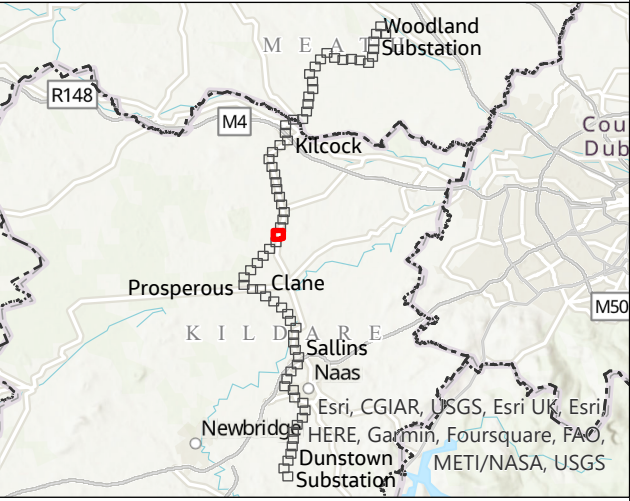 Woodland
Substation
MEATH
R148
M4
Cou
Dub
Kilcock
Prosperous
Clane
M50
KILDARE
Sallins
Naas
Esri, CGIAR, USGS, Esri UK, Esri,
Newbridge
HERE, Garmin, Foursquare, FAO,
Dunstown
METI/NASA, USGS
Substation